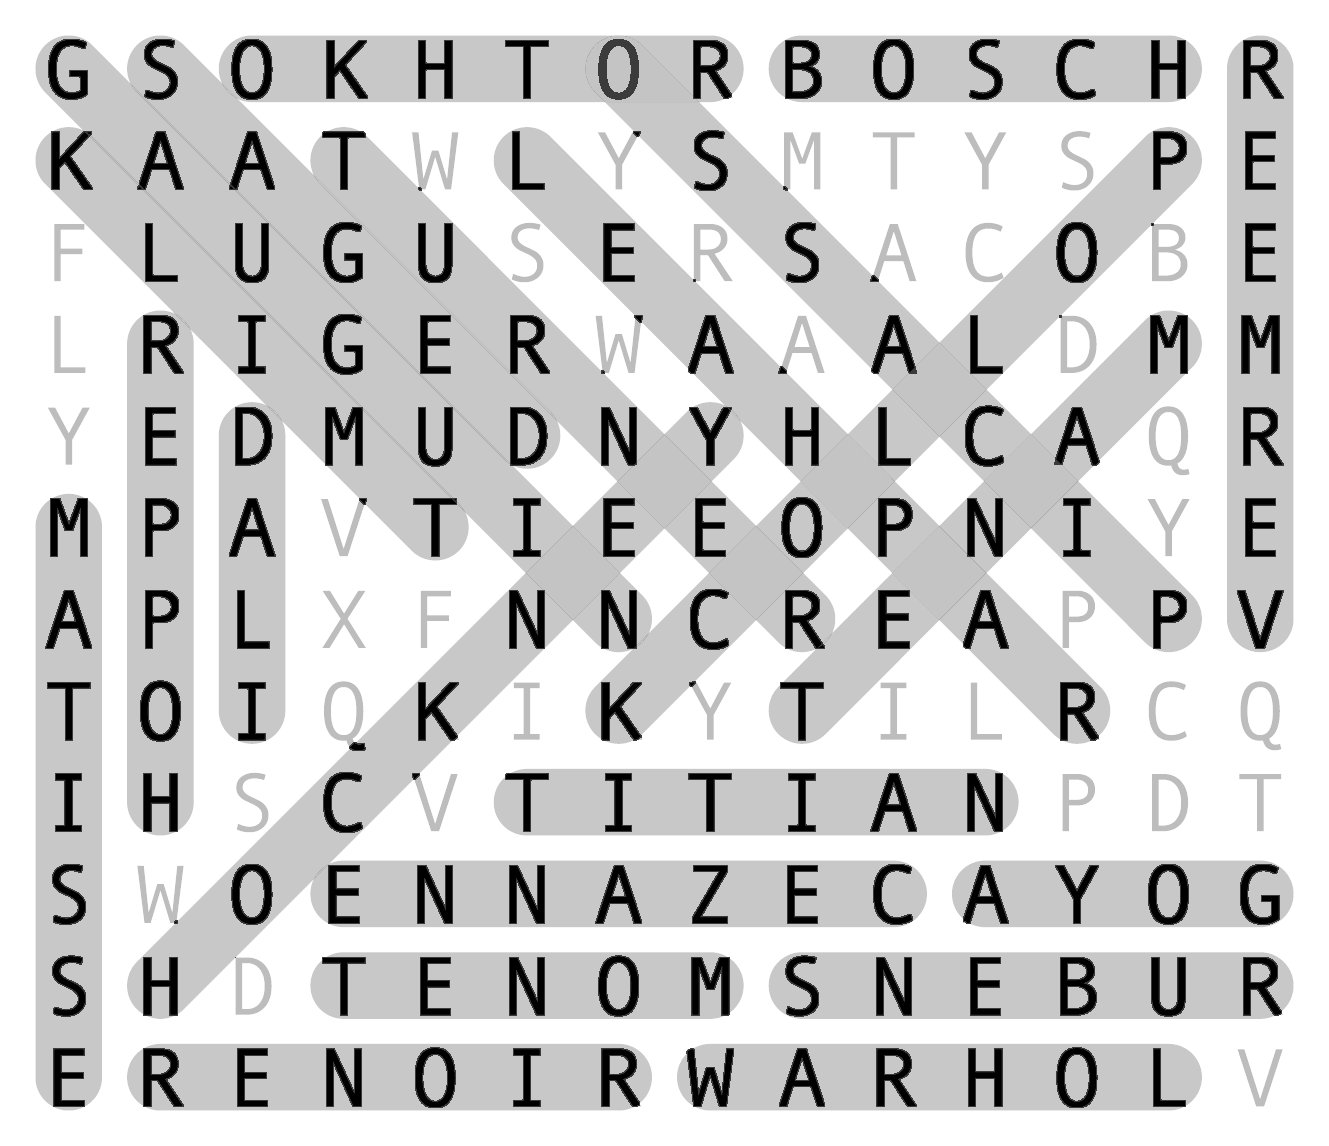 G S O K H T O R B O S C H R
K A A T W L Y S M T Y S P E
F L U G U S E R S A C O B E
L R I G E R W A A A L D M M
Y E D M U D N Y H L C A Q R
M P A V T I E E O P N I Y E
A P L X F N N C R E A P P V
T O I Q K I K Y T I L R C Q
I H S C V T I T I A N P D T
S W O E N N A Z E C A Y O G
S H D T E N O M S N E B U R
E R E N O I R W A R H O L V